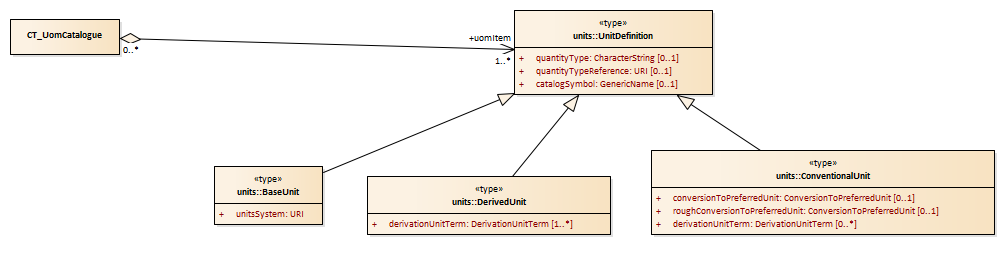 CT_UomCatalogue
0..*
+uomItem
1..*
«type»
units::UnitDefinition
+ quantityType: CharacterString [0..1]
+ quantityTypeReference: URI [0..1]
+ catalogSymbol: GenericName [0..1]
«type»
units::BaseUnit
+ unitsSystem: URI
«type»
units::DerivedUnit
+ derivationUnitTerm: DerivationUnitTerm [1..*]
«type»
units::ConventionalUnit
+ conversionToPreferredUnit: ConversionToPreferredUnit [0..1]
+ roughConversionToPreferredUnit: ConversionToPreferredUnit [0..1]
+ derivationUnitTerm: DerivationUnitTerm [0..*]